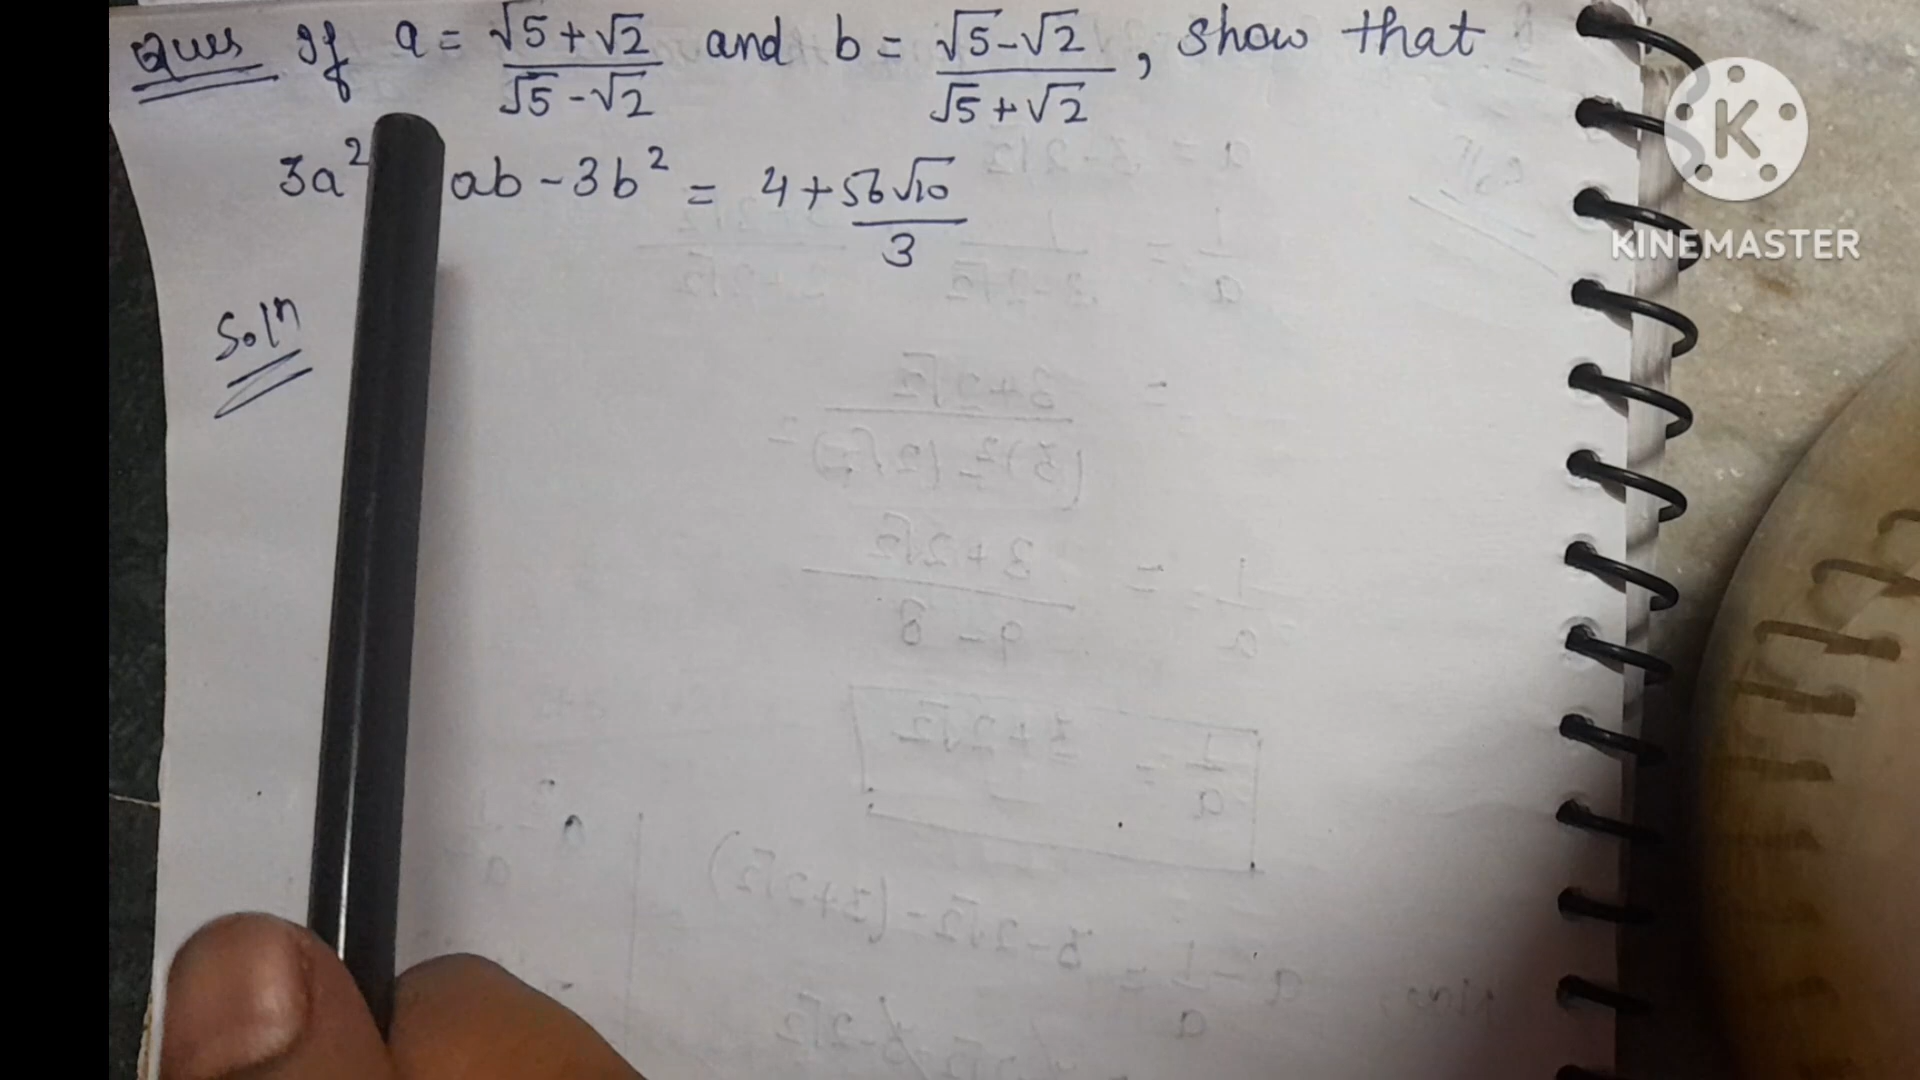 Ques If a = √5+√2 / √5-√2 and b = √5-√2 / √5+√2, show that
3a² ab - 3b² = 4 + 56√10 / 3
Solⁿ
K
KINEMASTER